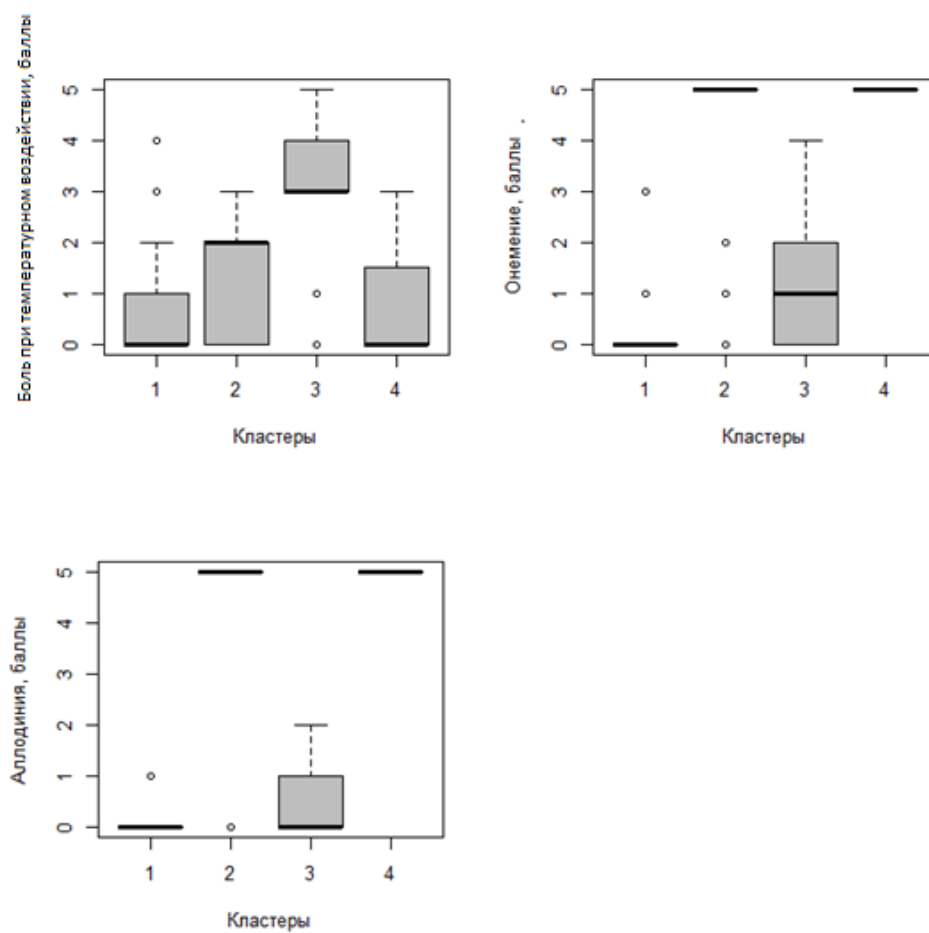 Боль при температурном воздействии, баллы
5
4
3
2
1
0
1 2 3 4
Кластеры
Онемение, баллы .
5
4
3
2
1
0
1 2 3 4
Кластеры
Аллодиния, баллы
5
4
3
2
1
0
1 2 3 4
Кластеры